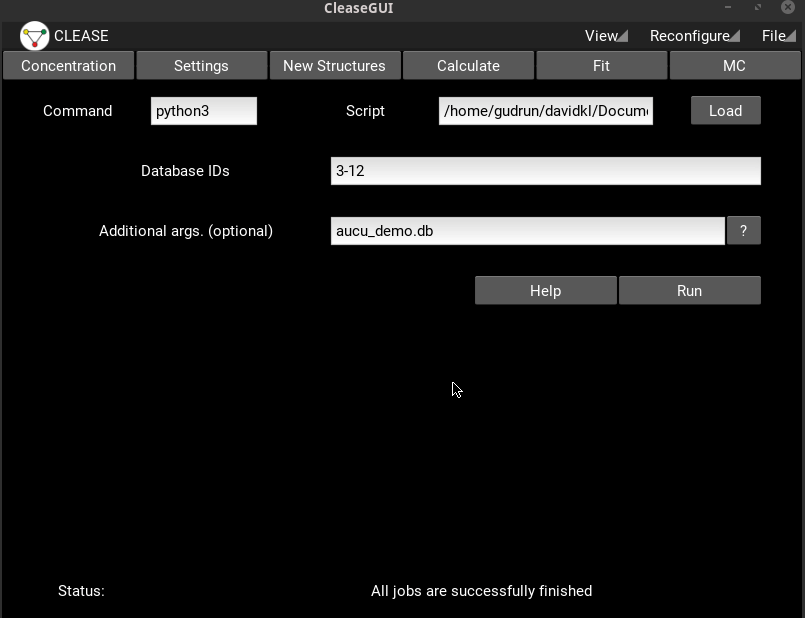 CleaseGUI
CLEASE View Reconfigure File
Concentration Settings New Structures Calculate Fit MC
Command python3 Script /home/gudrun/davidkl/Docum Load
Database IDs 3-12
Additional args. (optional) aucu_demo.db ?
Help Run
Status: All jobs are successfully finished